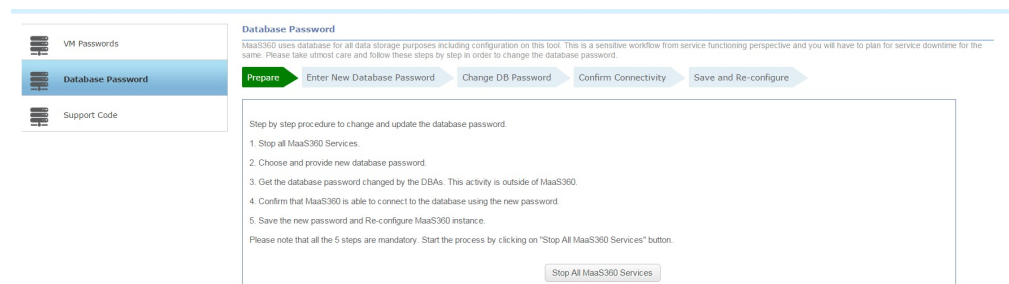 VM Passwords
Database Password
Support Code
Database Password
MaaS360 uses database for all data storage purposes including configuration on this tool. This is a sensitive workflow from service functioning perspective and you will have to plan for service downtime for the
same. Please take utmost care and follow these steps by step in order to change the database password.
Prepare Enter New Database Password Change DB Password Confirm Connectivity Save and Re-configure
Step by step procedure to change and update the database password.
1. Stop all MaaS360 Services.
2. Choose and provide new database password.
3. Get the database password changed by the DBAs. This activity is outside of MaaS360.
4. Confirm that MaaS360 is able to connect to the database using the new password.
5. Save the new password and Re-configure MaaS360 instance.
Please note that all the 5 steps are mandatory. Start the process by clicking on "Stop All MaaS360 Services" button.
Stop All MaaS360 Services